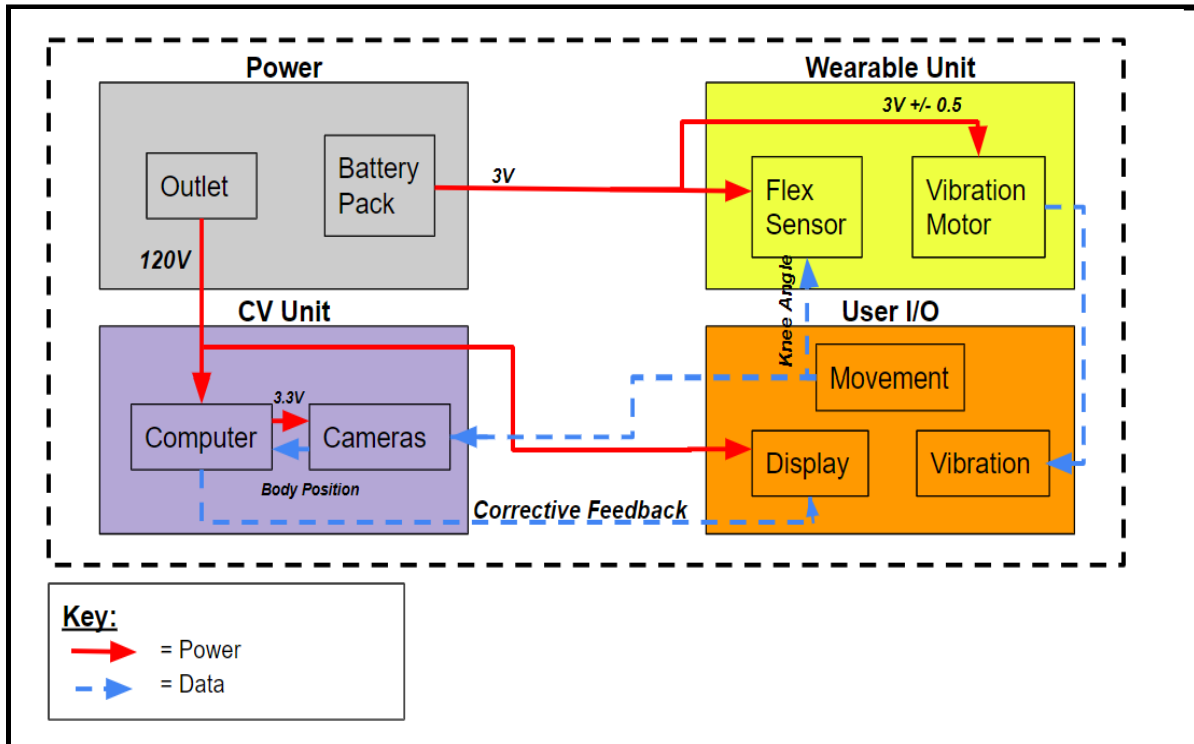 Power
Outlet
Battery
Pack
120V
3V
Wearable Unit
3V +/- 0.5
Flex
Sensor
Vibration
Motor
CV Unit
Computer
3.3V
Cameras
Body Position
Corrective Feedback
Knee Angle
User I/O
Movement
Display
Vibration
Key:
= Power
= Data